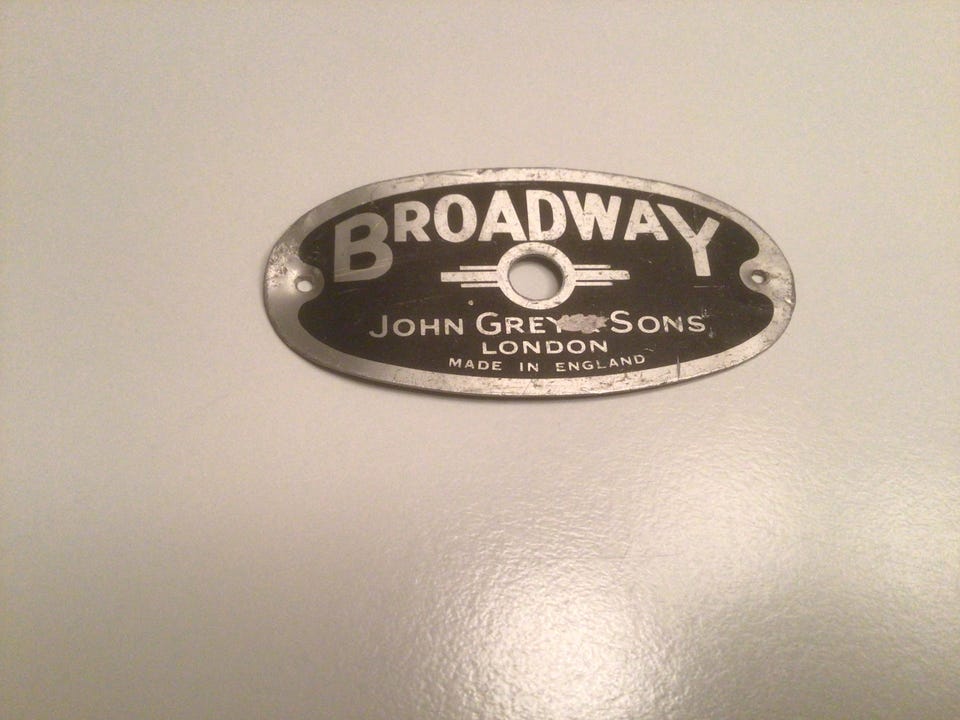 BROADWAY
JOHN GREY SONS
LONDON
MADE IN ENGLAND